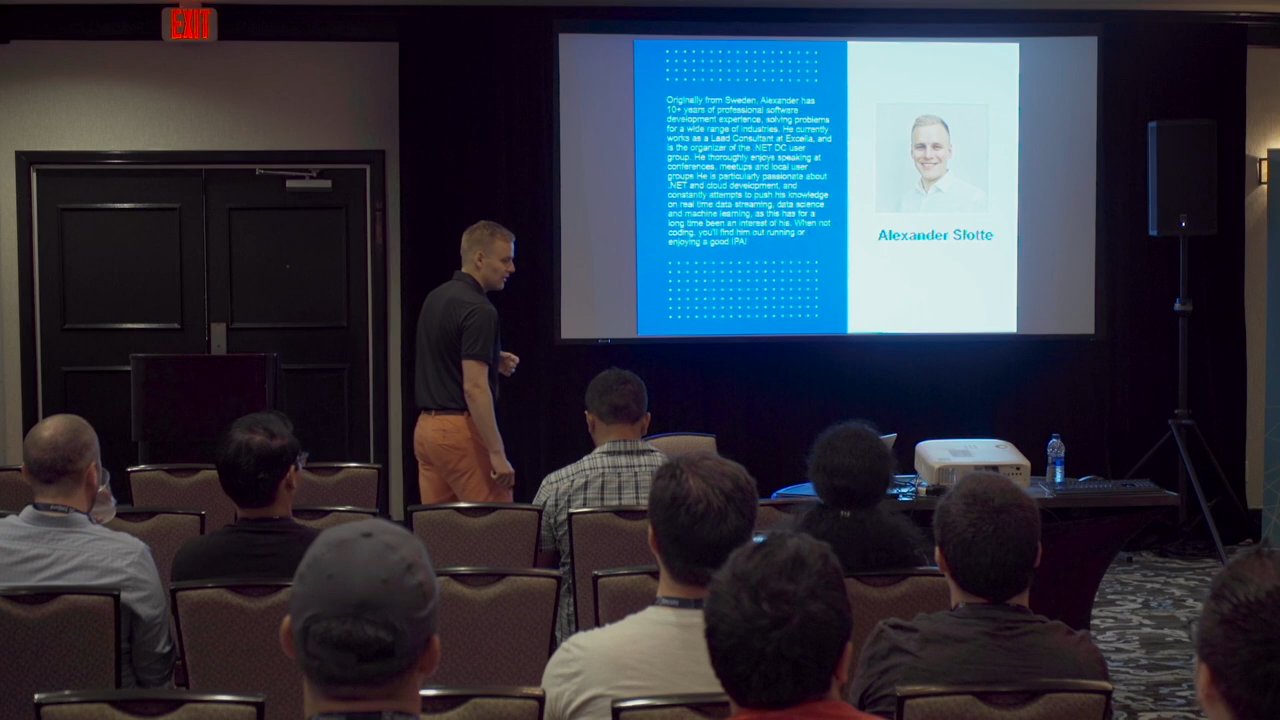 EXIT
Originally from Sweden, Alexander has
10+ years of professional software
development experience, solving problems
for a wide range of industries. He currently
works as a Lead Consultant at Excella, and
is the organizer of the .NET DC user
group. He thoroughly enjoys speaking at
conferences, meetups and local user
groups He is particularly passionate about
.NET and cloud development, and
constantly attempts to push his knowledge
on real time data streaming, data science
and machine learning, as this has for a
long time been an interest of his. When not
coding, you'll find him out running or
enjoying a good IPA!
Alexander Slotte